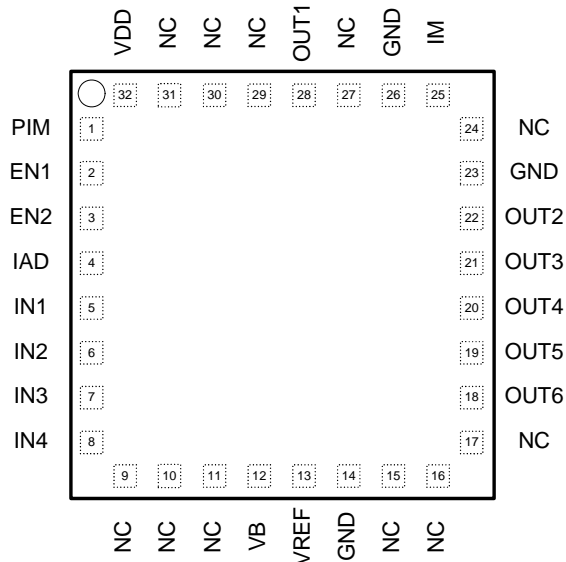 VDD NC NC NC OUT1 NC GND IM
32 31 30 29 28 27 26 25
PIM 1 24 NC
EN1 2 23 GND
EN2 3 22 OUT2
IAD 4 21 OUT3
IN1 5 20 OUT4
IN2 6 19 OUT5
IN3 7 18 OUT6
IN4 8 17 NC
9 10 11 12 13 14 15 16
NC NC NC VB VREF GND NC NC